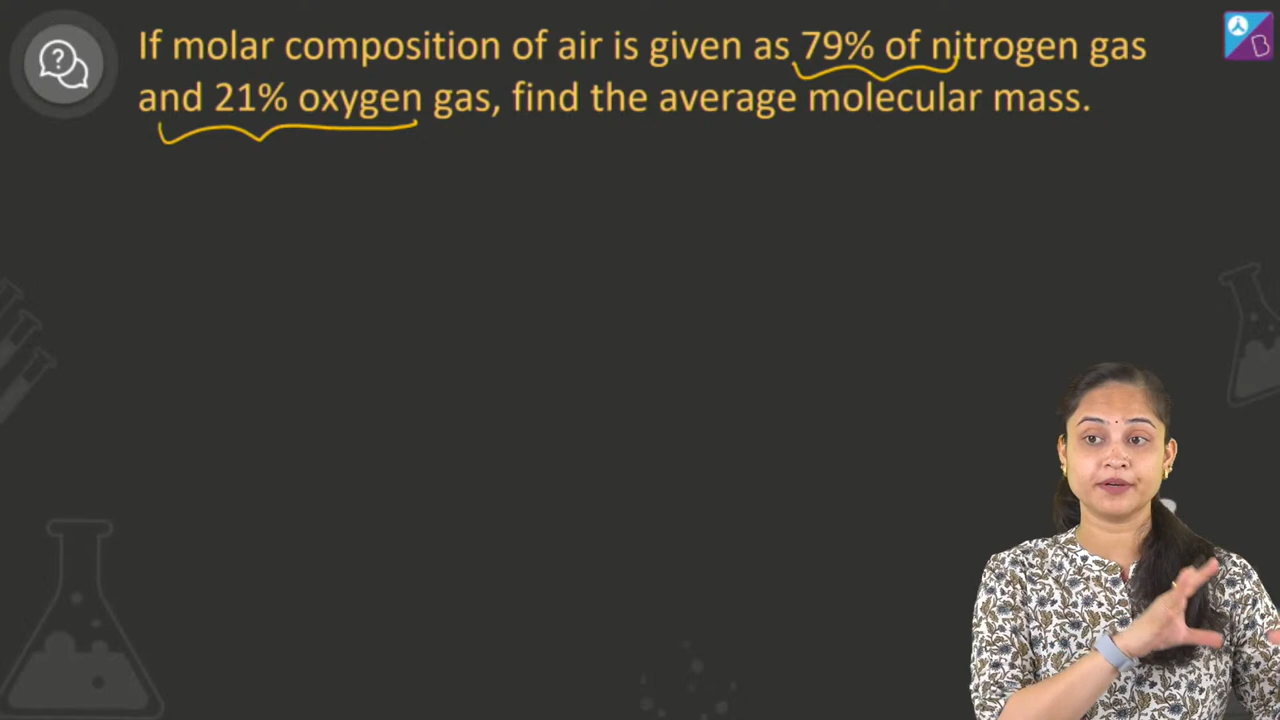 If molar composition of air is given as 79% of nitrogen gas
and 21% oxygen gas, find the average molecular mass.